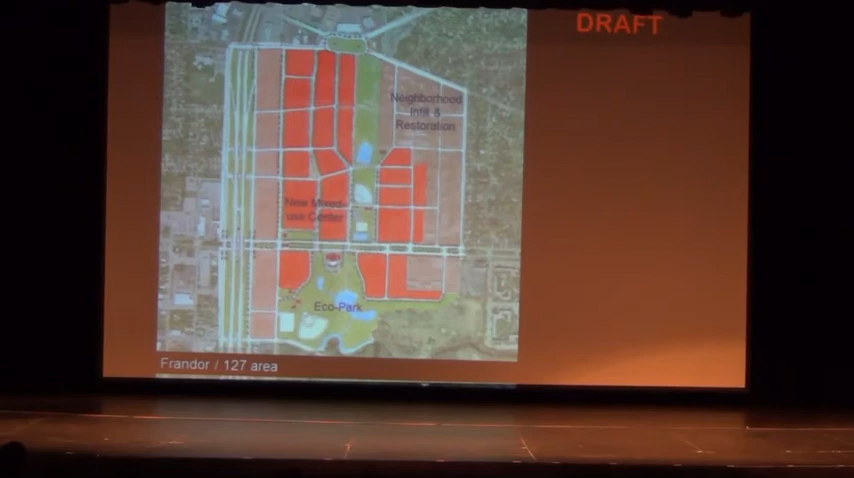 DRAFT
Neighborhood
Infill &
Restoration
New Mixed-
use Center
Eco-Park
Frandor / 127 area